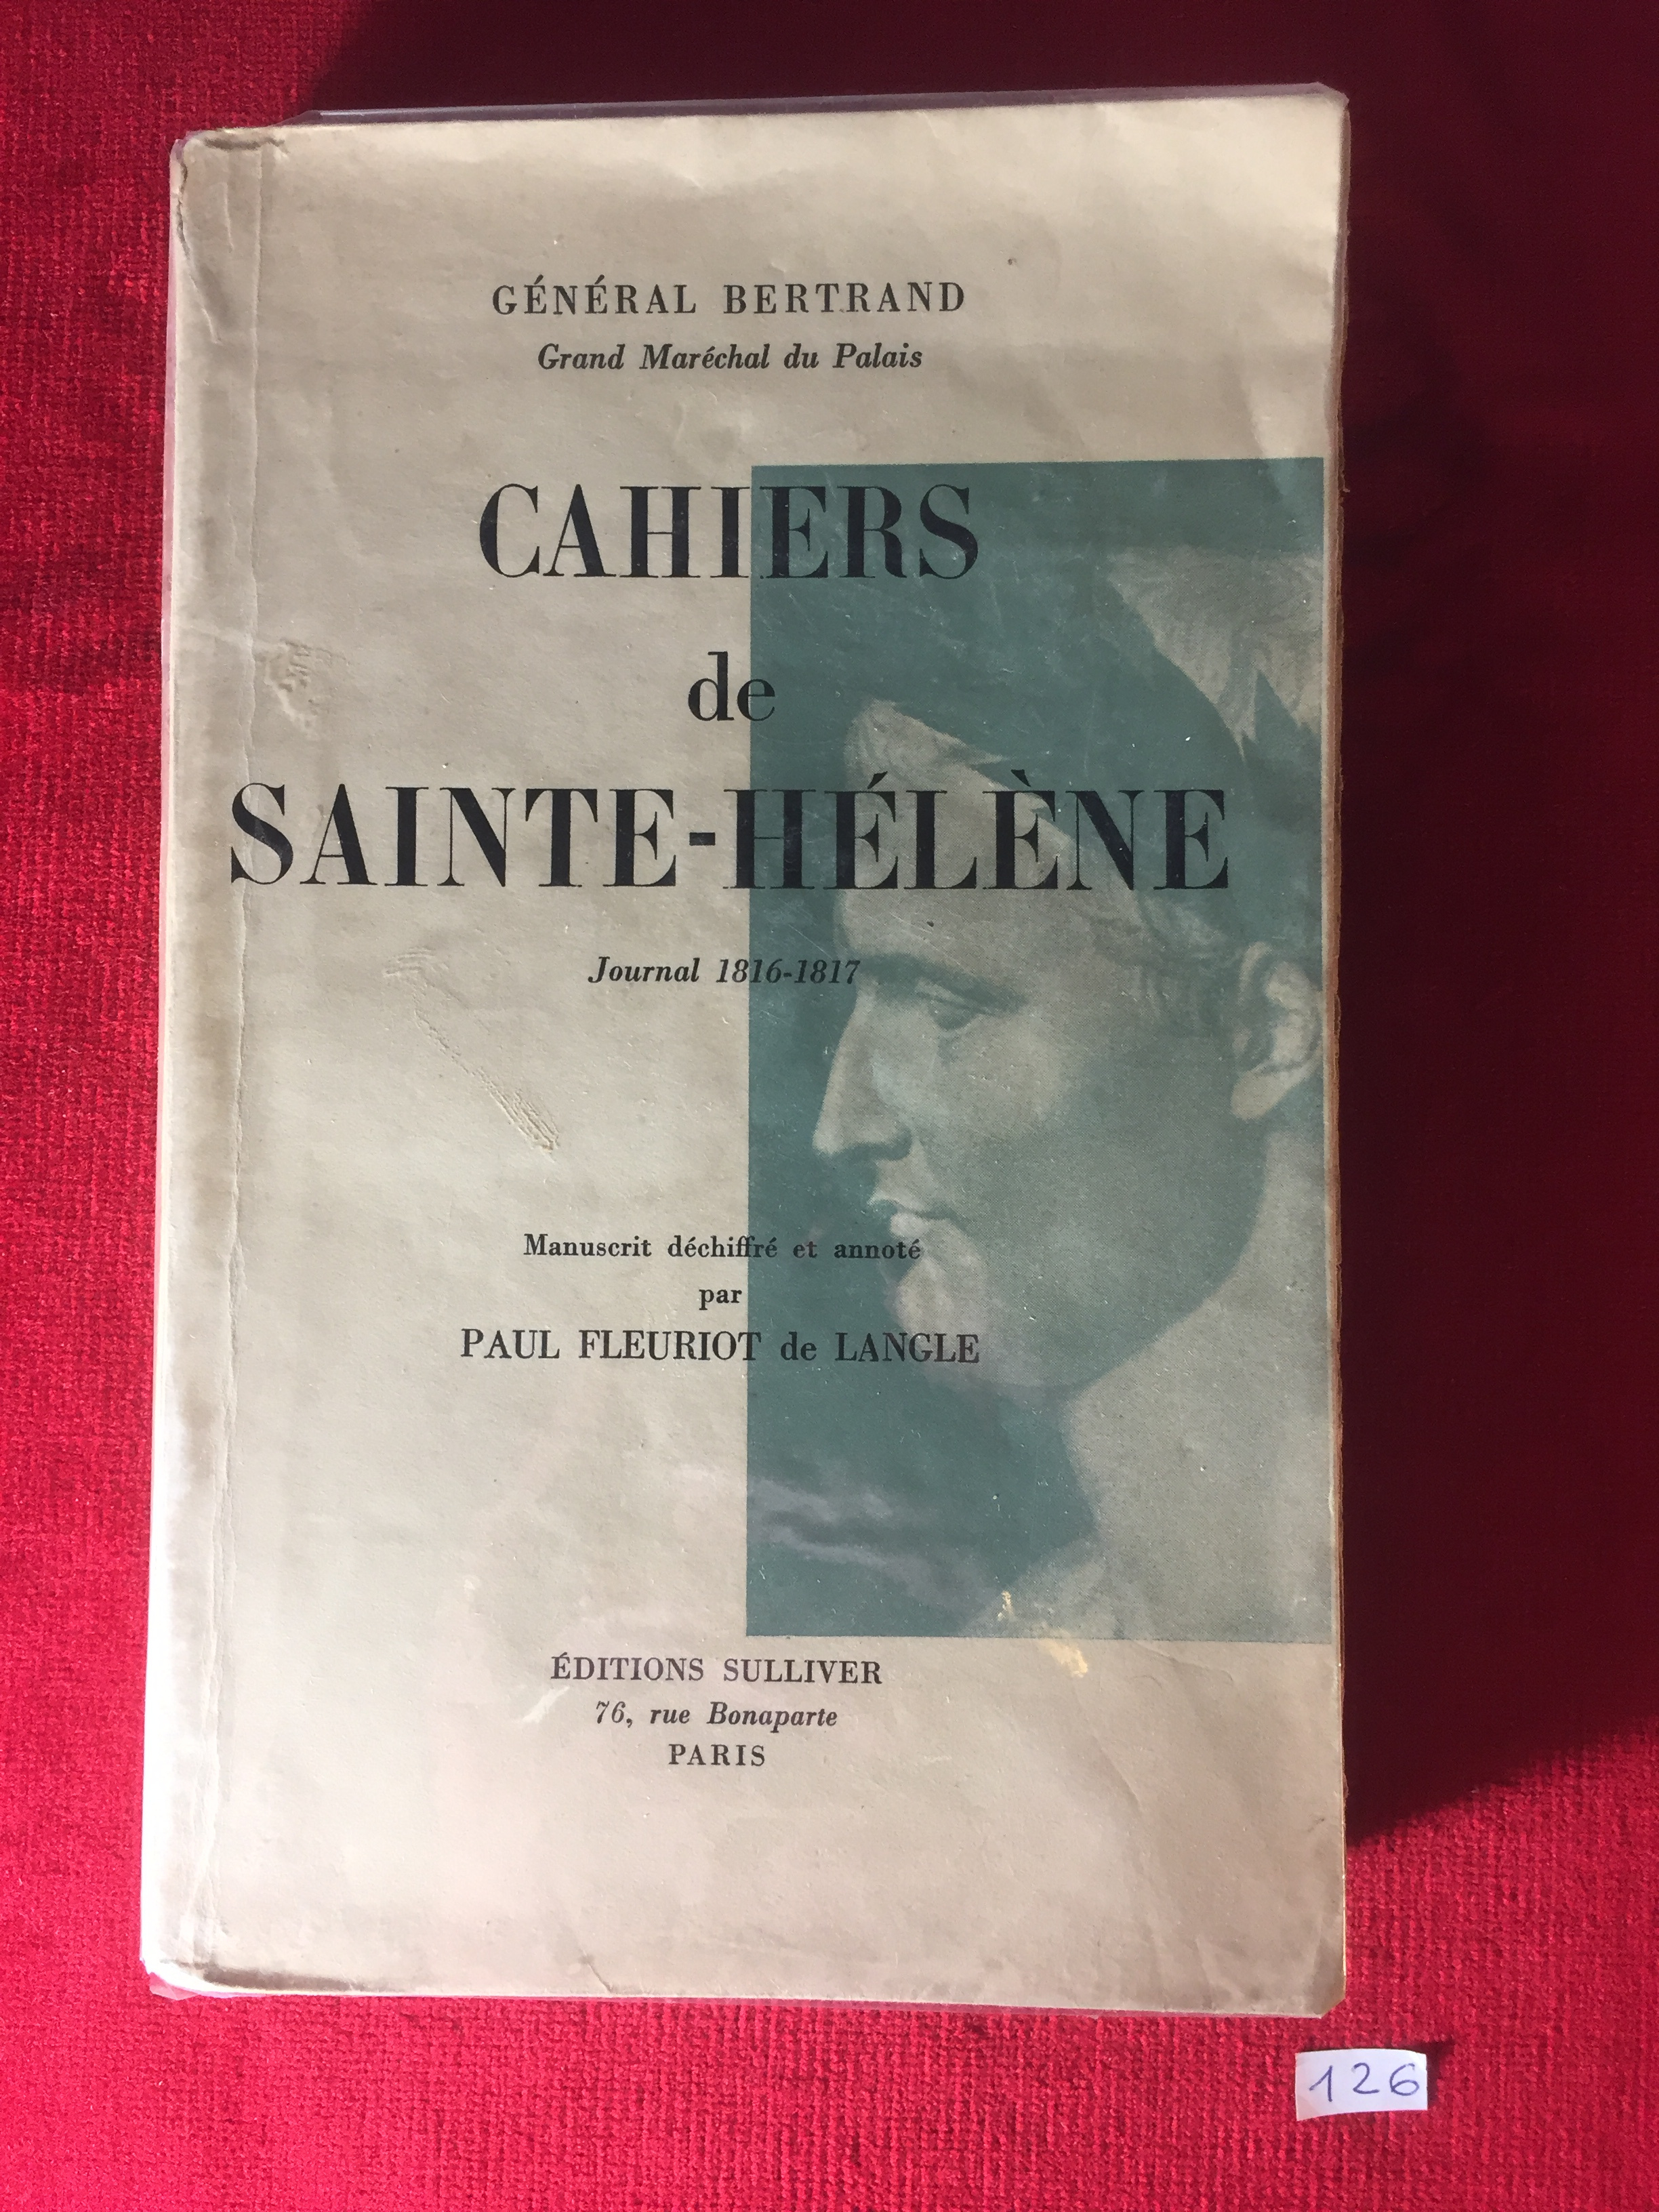 GÉNÉRAL BERTRAND
Grand Maréchal du Palais
CAHIERS
de
SAINTE-HÉLÈNE
Journal 1816-1817
Manuscrit déchiffré et annoté
par
PAUL FLEURIOT de LANGLE
ÉDITIONS SULLIVER
76, rue Bonaparte
PARIS
126